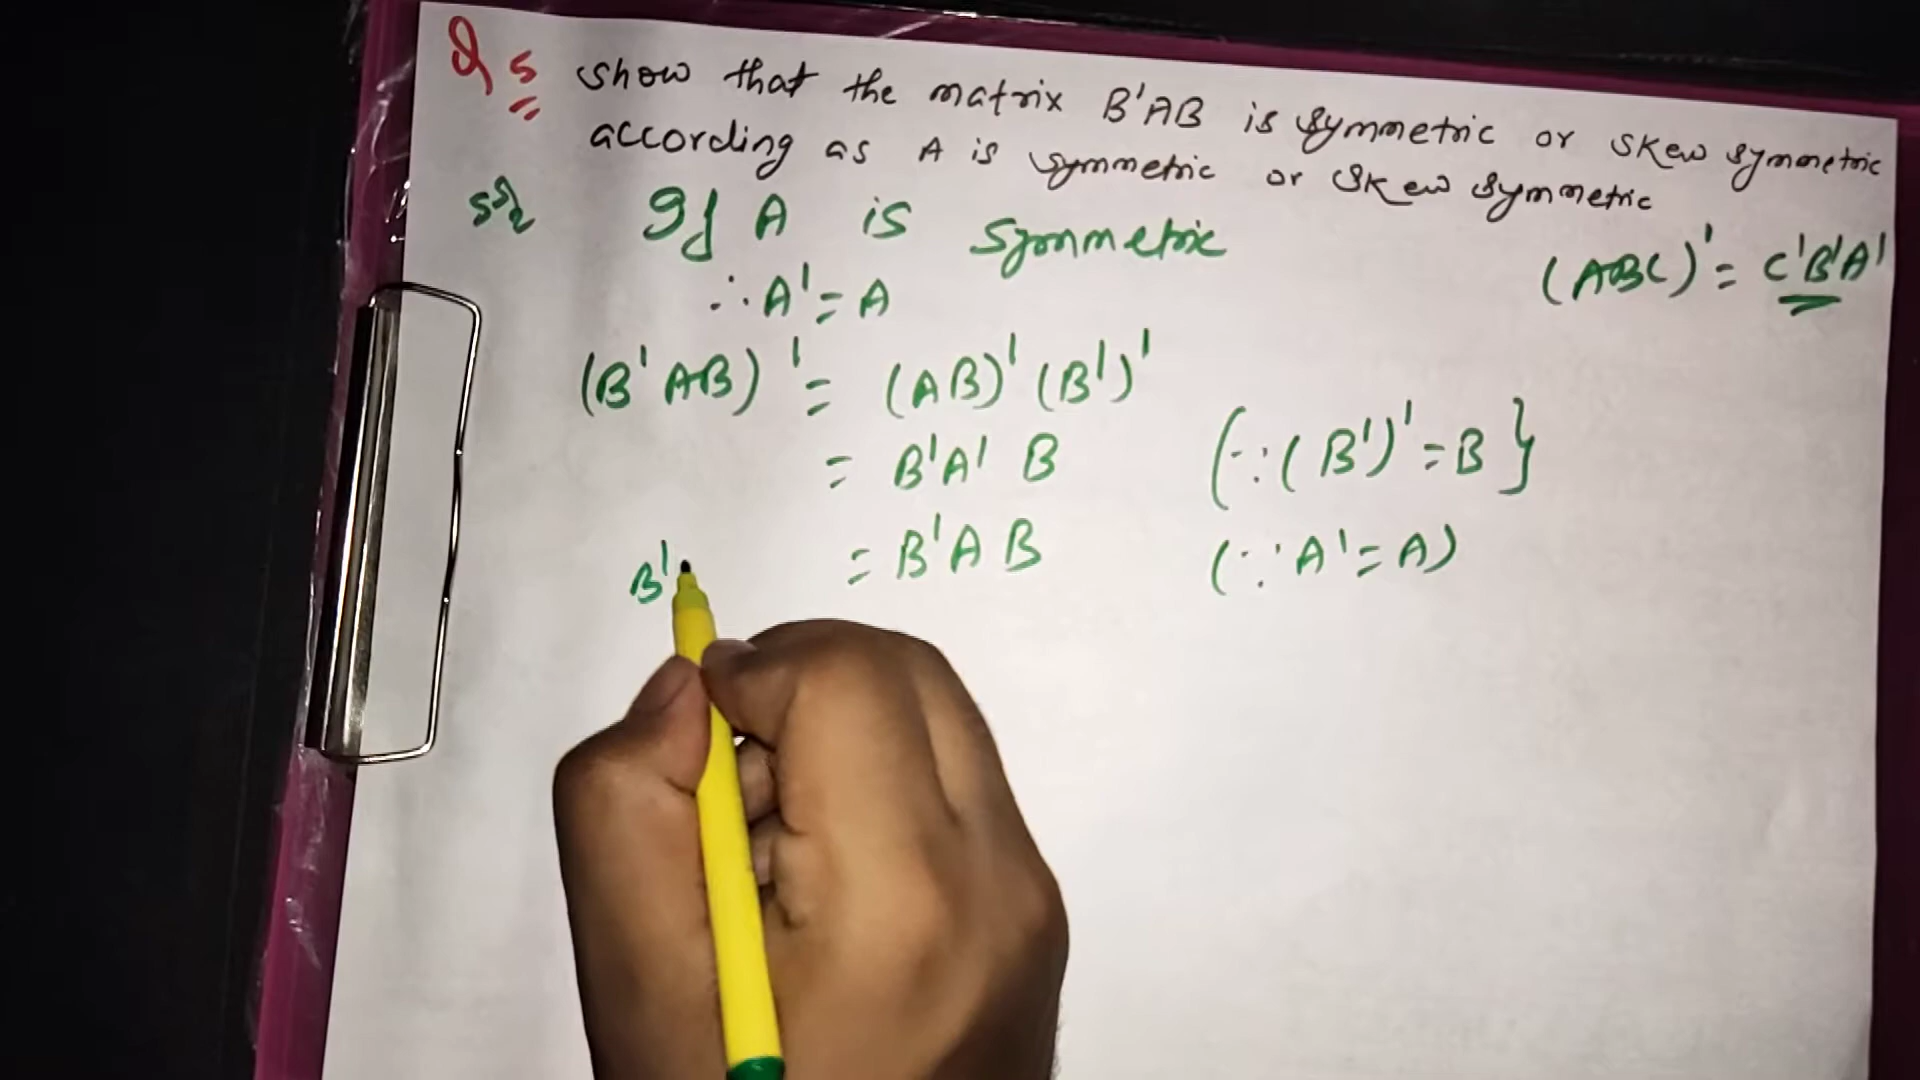 Q 5 show that the matrix B'AB is symmetric or skew symmetric
according as A is symmetric or skew symmetric
Sol If A is symmetric
∴ A' = A
(ABC)' = C'B'A'
(B'AB)' = (AB)' (B')'
= B'A' B {∵ (B')' = B}
= B'A B (∵ A' = A)
B'